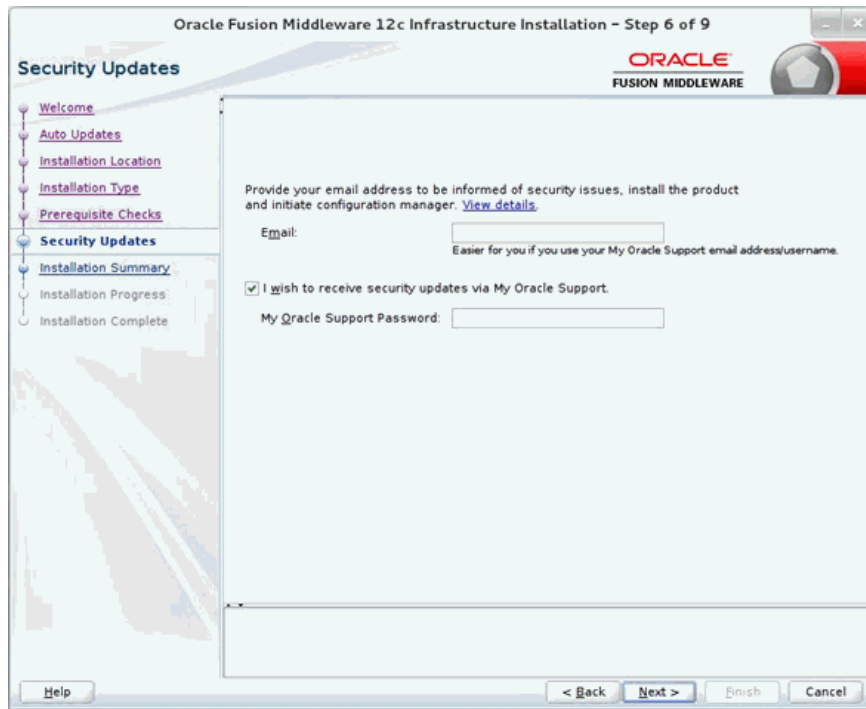 Oracle Fusion Middleware 12c Infrastructure Installation - Step 6 of 9
Security Updates
ORACLE
FUSION MIDDLEWARE
Welcome
Auto Updates
Installation Location
Installation Type
Prerequisite Checks
Security Updates
Installation Summary
Installation Progress
Installation Complete
Provide your email address to be informed of security issues, install the product
and initiate configuration manager. View details.
Email:
Easier for you if you use your My Oracle Support email address/username.
I wish to receive security updates via My Oracle Support.
My Oracle Support Password:
Help
< Back
Next >
Finish
Cancel